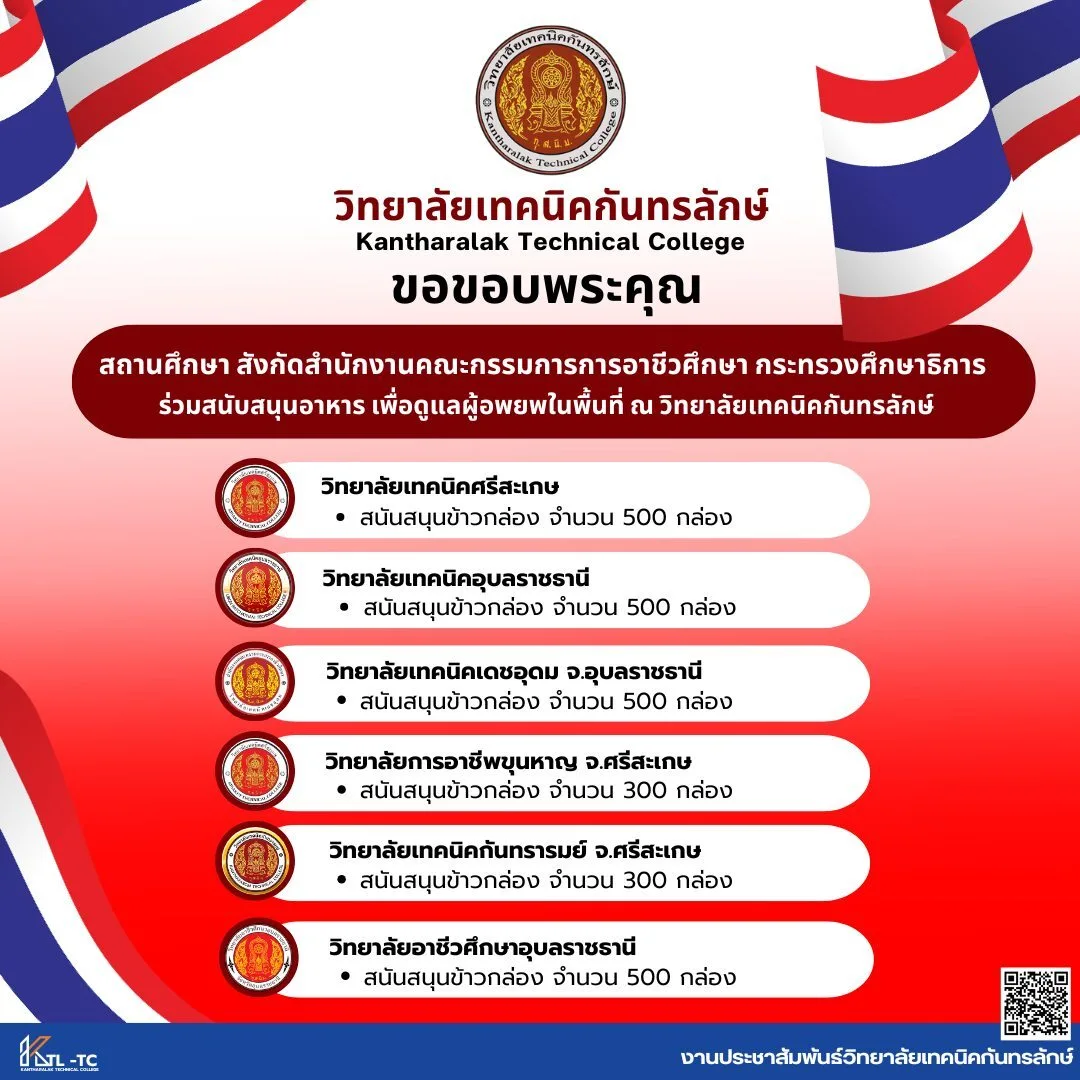 วิทยาลัยเทคนิคกันทรลักษ์
Kantharalak Technical College
วิทยาลัยเทคนิคกันทรลักษ์
Kantharalak Technical College
ขอขอบพระคุณ
สถานศึกษา สังกัดสำนักงานคณะกรรมการการอาชีวศึกษา กระทรวงศึกษาธิการ
ร่วมสนับสนุนอาหาร เพื่อดูแลผู้อพยพในพื้นที่ ณ วิทยาลัยเทคนิคกันทรลักษ์
วิทยาลัยเทคนิคศรีสะเกษ
• สนันสนุนข้าวกล่อง จำนวน 500 กล่อง
วิทยาลัยเทคนิคอุบลราชธานี
• สนันสนุนข้าวกล่อง จำนวน 500 กล่อง
วิทยาลัยเทคนิคเดชอุดม จ.อุบลราชธานี
• สนันสนุนข้าวกล่อง จำนวน 500 กล่อง
วิทยาลัยการอาชีพขุนหาญ จ.ศรีสะเกษ
• สนันสนุนข้าวกล่อง จำนวน 300 กล่อง
วิทยาลัยเทคนิคกันทรารมย์ จ.ศรีสะเกษ
• สนันสนุนข้าวกล่อง จำนวน 300 กล่อง
วิทยาลัยอาชีวศึกษาอุบลราชธานี
• สนันสนุนข้าวกล่อง จำนวน 500 กล่อง
KTL -TC
KANTHARALAK TECHNICAL COLLEGE
งานประชาสัมพันธ์วิทยาลัยเทคนิคกันทรลักษ์